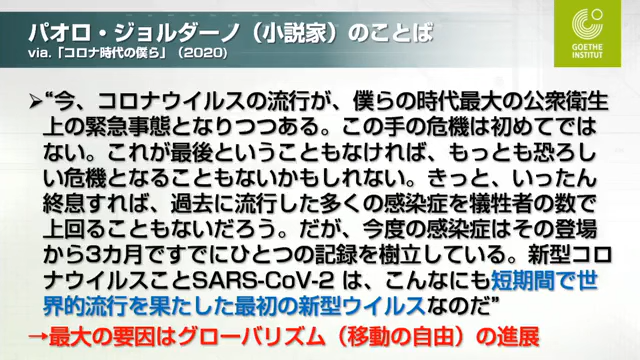 パオロ・ジョルダーノ（小説家）のことば
via.「コロナ時代の僕ら」（2020）
GOETHE
INSTITUT
➢“今、コロナウイルスの流行が、僕らの時代最大の公衆衛生
上の緊急事態となりつつある。この手の危機は初めてでは
ない。これが最後ということもなければ、もっとも恐ろし
い危機となることもないかもしれない。きっと、いったん
終息すれば、過去に流行した多くの感染症を犠牲者の数で
上回ることもないだろう。だが、今度の感染症はその登場
から3カ月ですでにひとつの記録を樹立している。新型コロ
ナウイルスことSARS-CoV-2 は、こんなにも短期間で世
界的流行を果たした最初の新型ウイルスなのだ”
→最大の要因はグローバリズム（移動の自由）の進展